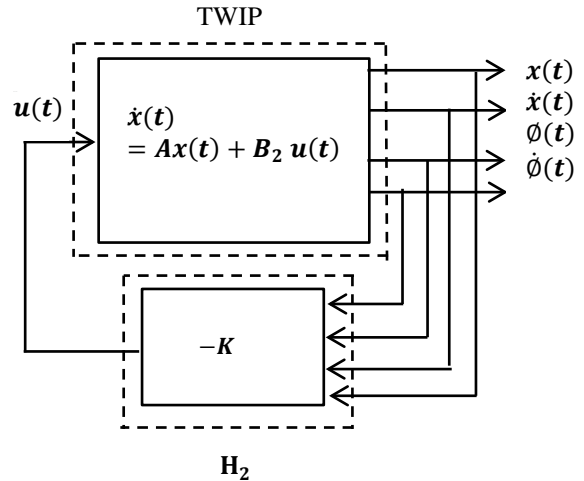 TWIP
u(t)
ẋ(t)
= Ax(t) + B₂ u(t)
x(t)
ẋ(t)
∅(t)
∅̇(t)
−K
H₂